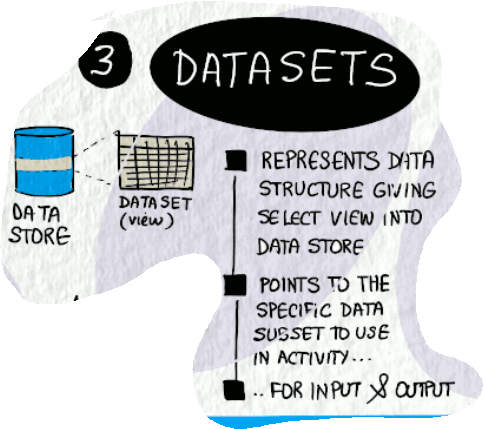 3
DATASETS
DATA
STORE
DATASET
(view)
REPRESENTS DATA
STRUCTURE GIVING
SELECT VIEW INTO
DATA STORE
POINTS TO THE
SPECIFIC DATA
SUBSET TO USE
IN ACTIVITY...
.. FOR INPUT & OUTPUT